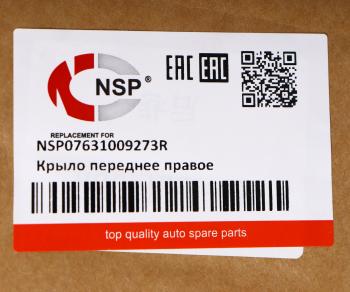 NSP®
EAC EAC
REPLACEMENT FOR
NSP07631009273R
Крыло переднее правое
top quality auto spare parts